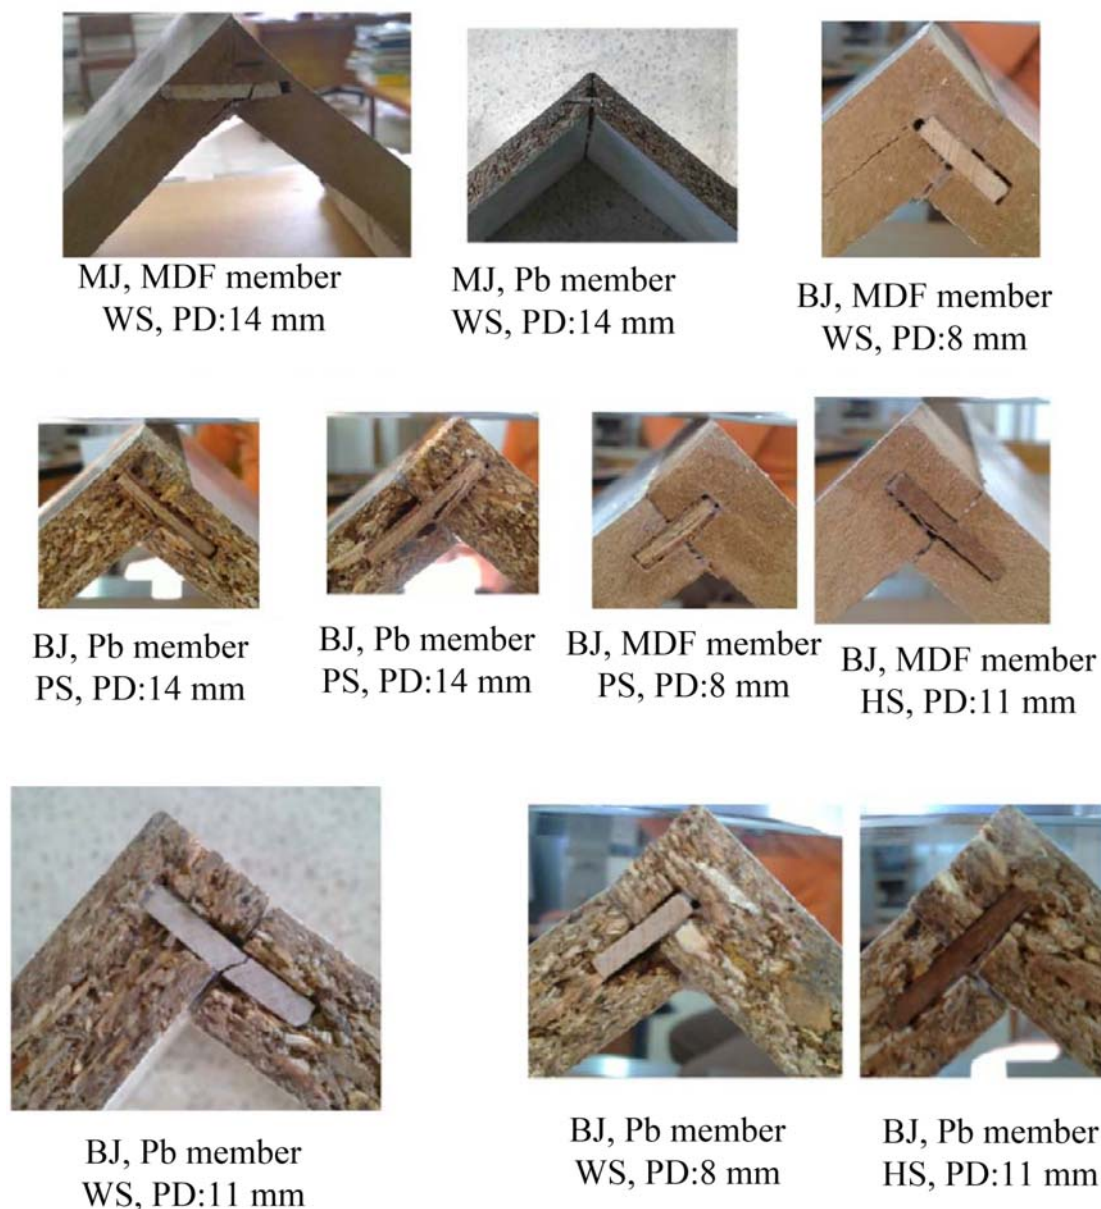 MJ, MDF member
WS, PD:14 mm
MJ, Pb member
WS, PD:14 mm
BJ, MDF member
WS, PD:8 mm
BJ, Pb member
PS, PD:14 mm
BJ, Pb member
PS, PD:14 mm
BJ, MDF member
PS, PD:8 mm
BJ, MDF member
HS, PD:11 mm
BJ, Pb member
WS, PD:11 mm
BJ, Pb member
WS, PD:8 mm
BJ, Pb member
HS, PD:11 mm